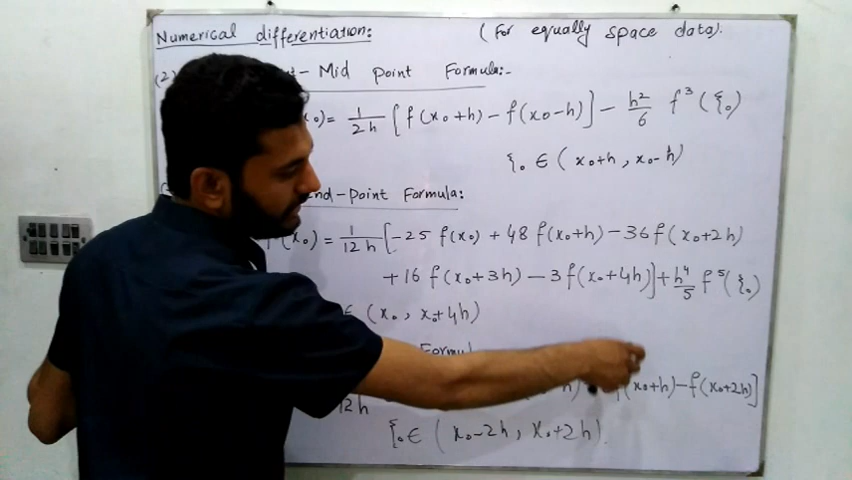 Numerical differentiation: (For equally space data).
(2) Mid Point Formula:-
x₀)= 1/2h [f(x₀+h) - f(x₀-h)] - h²/6 f³(ξ₀)
ξ₀ ∈ (x₀+h, x₀-h)
End-Point Formula:
(x₀) = 1/12h [-25 f(x₀) + 48 f(x₀+h) - 36 f(x₀+2h)
+16 f(x₀+3h) - 3 f(x₀+4h)] + h⁴/5 f⁵(ξ₀)
∈ (x₀, x₀+4h)
Formul
12h h) f(x₀+h) - f(x₀+2h)]
ξ₀ ∈ (x₀-2h, x₀+2h).